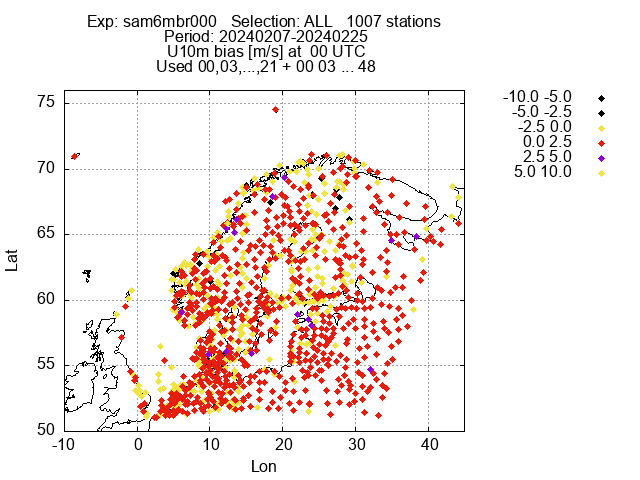 Exp: sam6mbr000   Selection: ALL   1007 stations
Period: 20240207-20240225
U10m bias [m/s] at  00 UTC
Used 00,03,...,21 + 00 03 ... 48
-10.0 -5.0
-5.0 -2.5
-2.5 0.0
0.0 2.5
2.5 5.0
5.0 10.0
75
70
65
60
55
50
Lat
-10 0 10 20 30 40
Lon